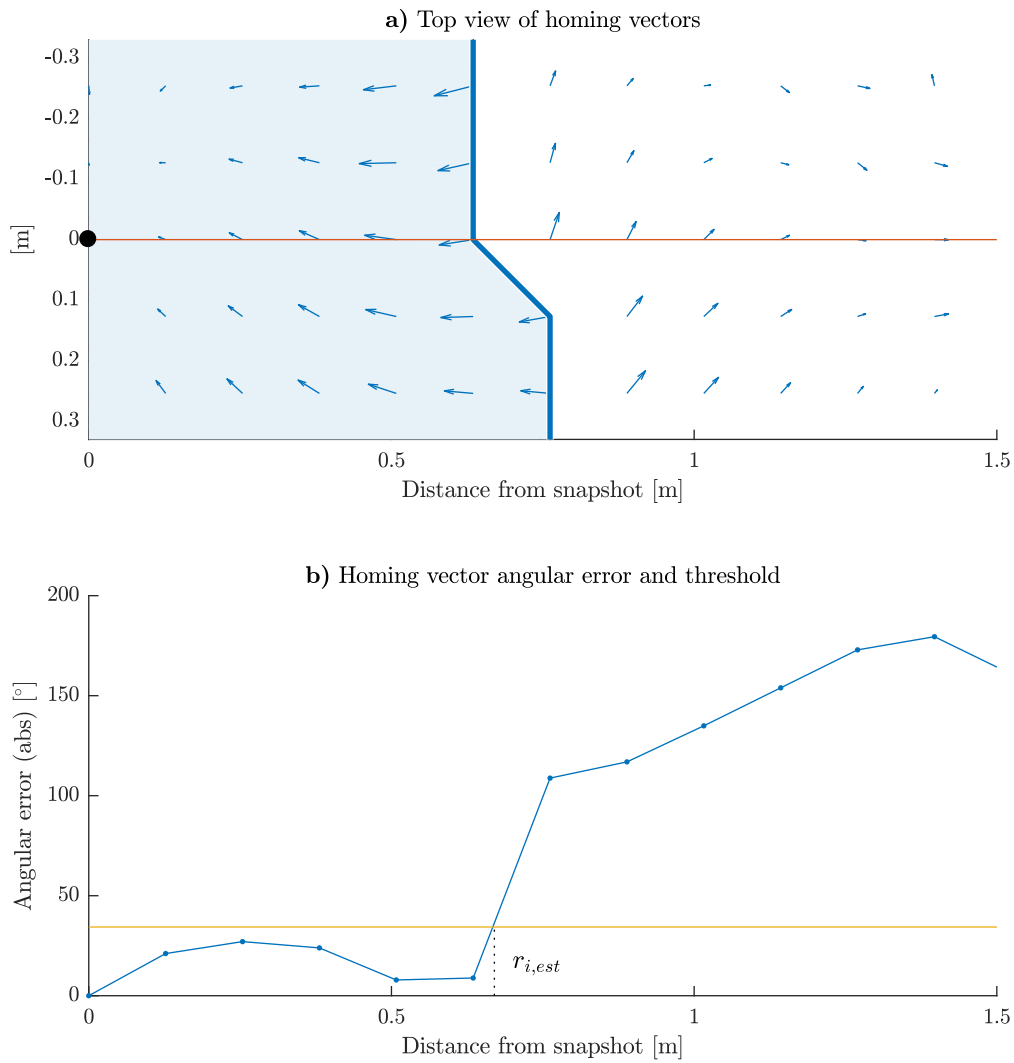 a) Top view of homing vectors
-0.3
-0.2
-0.1
0
0.1
0.2
0.3
[m]
0 0.5 1 1.5
Distance from snapshot [m]
b) Homing vector angular error and threshold
200
150
100
50
0
Angular error (abs) [°]
r_{i,est}
0 0.5 1 1.5
Distance from snapshot [m]